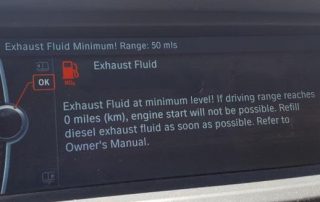 Exhaust Fluid Minimum! Range: 50 mls
OK
Exhaust Fluid
Exhaust Fluid at minimum level! If driving range reaches
0 miles (km), engine start will not be possible. Refill
diesel exhaust fluid as soon as possible. Refer to
Owner's Manual.